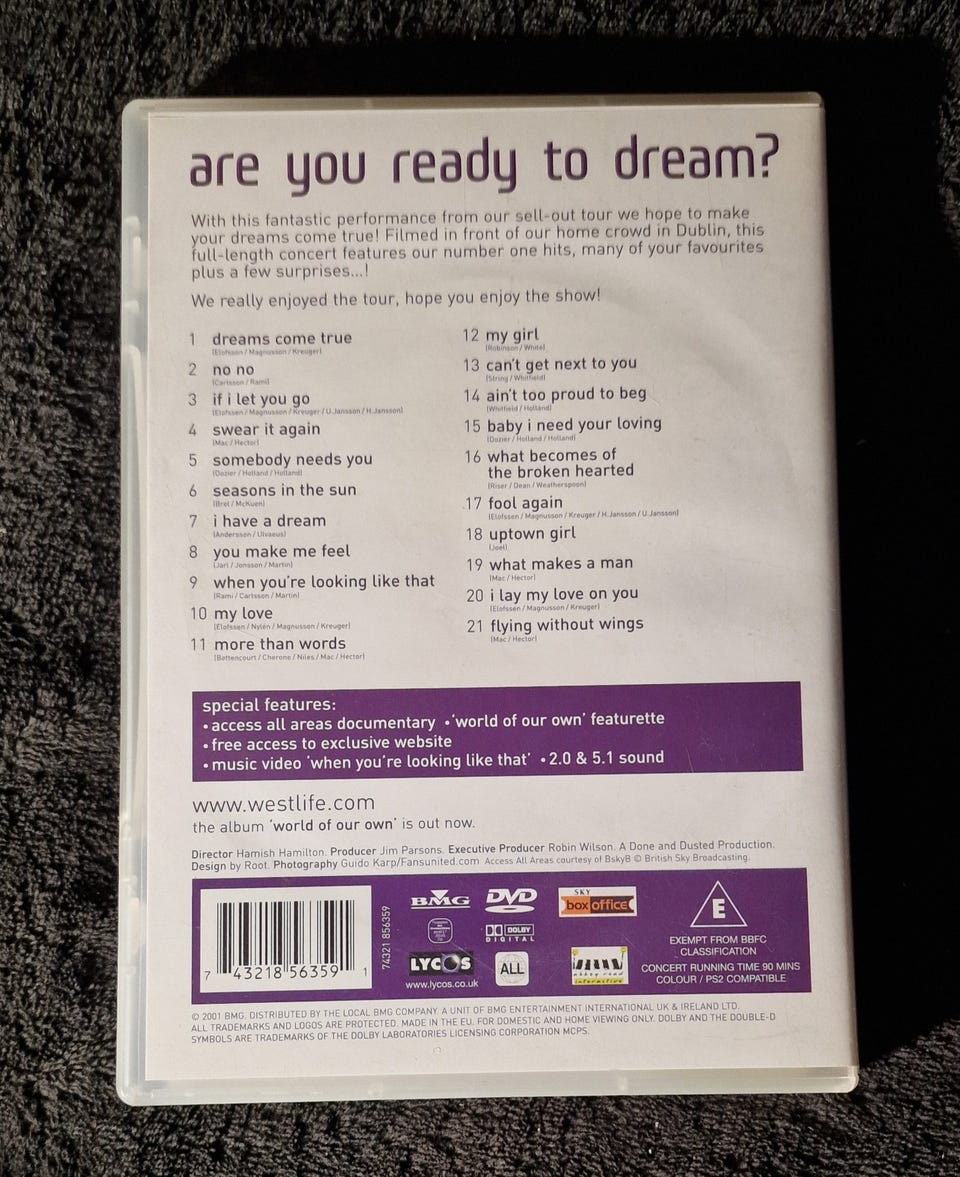 are you ready to dream?
With this fantastic performance from our sell-out tour we hope to make
your dreams come true! Filmed in front of our home crowd in Dublin, this
full-length concert features our number one hits, many of your favourites
plus a few surprises...!
We really enjoyed the tour, hope you enjoy the show!
1 dreams come true
(Elofsson / Magnusson / Kreuger)
2 no no
(Carlsson / Rami)
3 if i let you go
(Elofssen / Magnusson / Kreuger / U.Jansson / H.Jansson)
4 swear it again
(Mac / Hector)
5 somebody needs you
(Dozier / Holland / Holland)
6 seasons in the sun
(Brel / McKuen)
7 i have a dream
(Andersson / Ulvaeus)
8 you make me feel
(Jarl / Jonsson / Martin)
9 when you're looking like that
(Rami / Carlsson / Martin)
10 my love
(Elofssen / Nylén / Magnusson / Kreuger)
11 more than words
(Bettencourt / Cherone / Niles / Mac / Hector)
12 my girl
(Robinson / White)
13 can't get next to you
(Strong / Whitfield)
14 ain't too proud to beg
(Whitfield / Holland)
15 baby i need your loving
(Dozier / Holland / Holland)
16 what becomes of
the broken hearted
(Riser / Dean / Weatherspoon)
17 fool again
(Elofssen / Magnusson / Kreuger / H.Jansson / U.Jansson)
18 uptown girl
(Joel)
19 what makes a man
(Mac / Hector)
20 i lay my love on you
(Elofssen / Magnusson / Kreuger)
21 flying without wings
(Mac / Hector)
special features:
• access all areas documentary • 'world of our own' featurette
• free access to exclusive website
• music video 'when you're looking like that' • 2.0 & 5.1 sound
www.westlife.com
the album 'world of our own' is out now.
Director Hamish Hamilton. Producer Jim Parsons. Executive Producer Robin Wilson. A Done and Dusted Production.
Design by Root. Photography Guido Karp/Fansunited.com Access All Areas courtesy of BskyB © British Sky Broadcasting.
7 43218 56359 1
74321 856359
BMG
DVD
SKY
box office
DOLBY
DIGITAL
LYCOS
www.lycos.co.uk
ALL
abbey road
interactive
E
EXEMPT FROM BBFC
CLASSIFICATION
CONCERT RUNNING TIME 90 MINS
COLOUR / PS2 COMPATIBLE
© 2001 BMG. DISTRIBUTED BY THE LOCAL BMG COMPANY. A UNIT OF BMG ENTERTAINMENT INTERNATIONAL UK & IRELAND LTD.
ALL TRADEMARKS AND LOGOS ARE PROTECTED. MADE IN THE EU. FOR DOMESTIC AND HOME VIEWING ONLY. DOLBY AND THE DOUBLE-D
SYMBOLS ARE TRADEMARKS OF THE DOLBY LABORATORIES LICENSING CORPORATION MCPS.